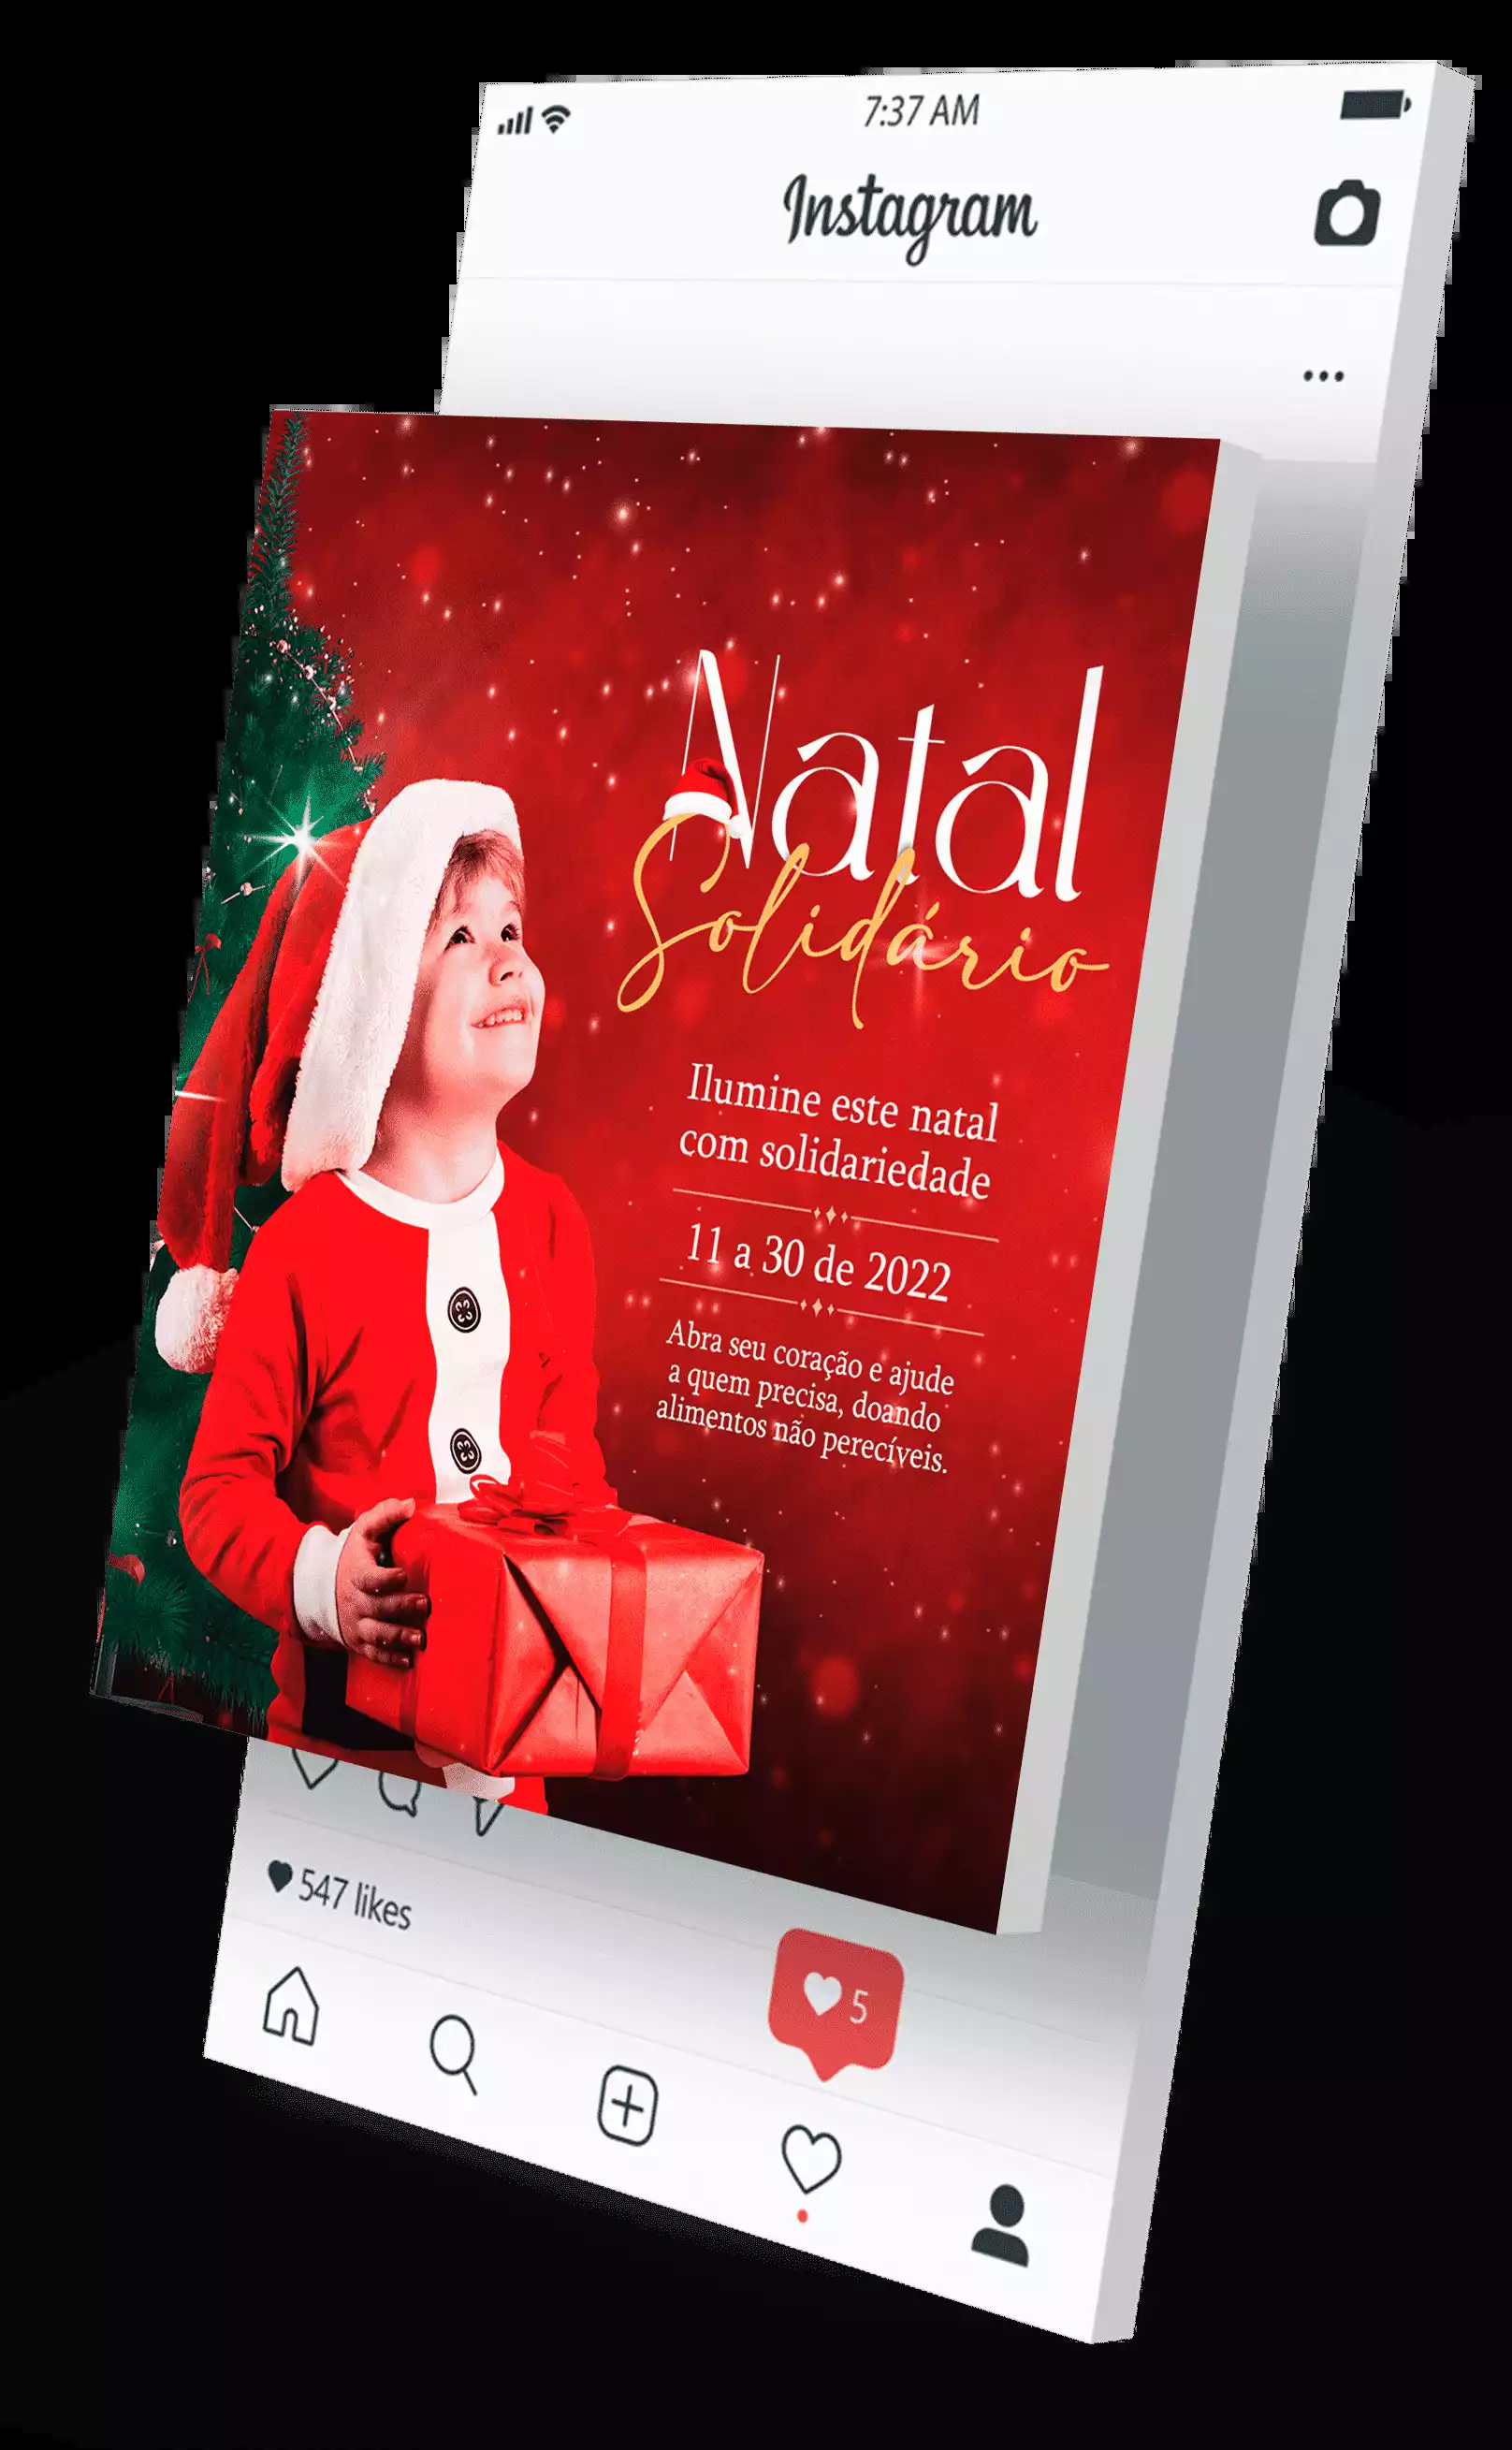 7:37 AM
Instagram
Natal
Solidário
Ilumine este natal
com solidariedade
11 a 30 de 2022
Abra seu coração e ajude
a quem precisa, doando
alimentos não perecíveis.
547 likes
5